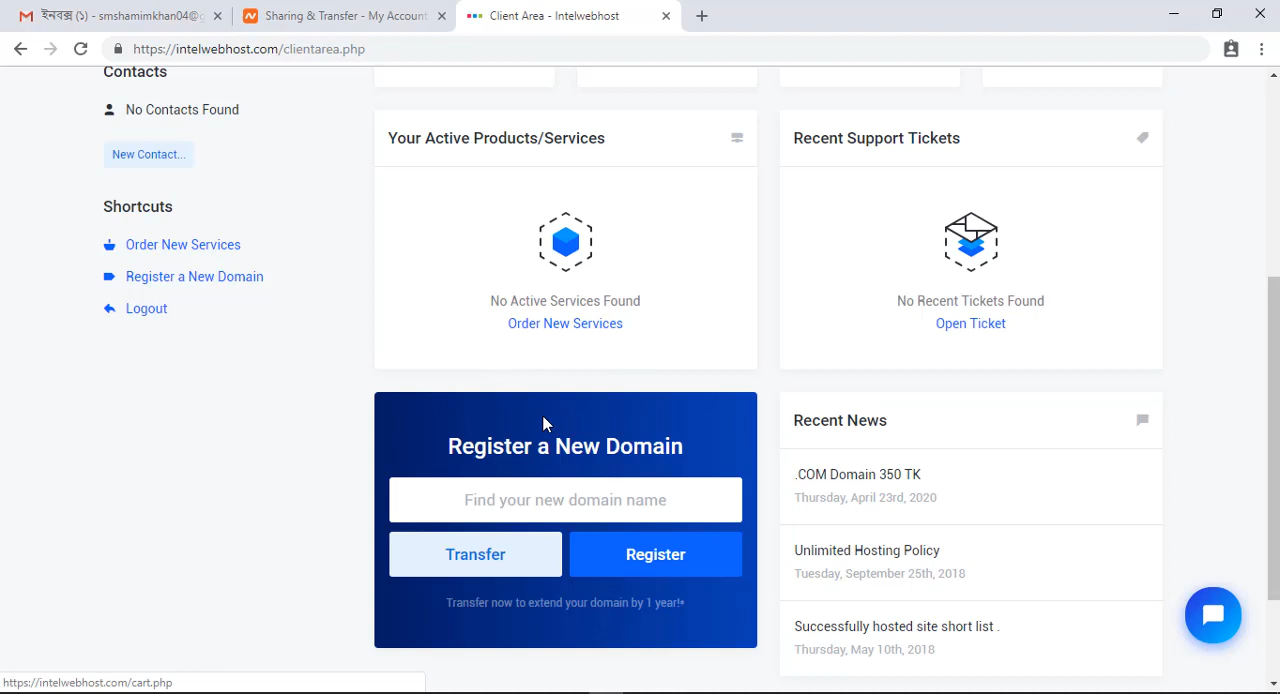 ইনবক্স (১) - smshamimkhan04@g
Sharing & Transfer - My Account
Client Area - Intelwebhost
https://intelwebhost.com/clientarea.php
Contacts
No Contacts Found
New Contact...
Shortcuts
Order New Services
Register a New Domain
Logout
Your Active Products/Services
No Active Services Found
Order New Services
Recent Support Tickets
No Recent Tickets Found
Open Ticket
Register a New Domain
Find your new domain name
Transfer
Register
Transfer now to extend your domain by 1 year!*
Recent News
.COM Domain 350 TK
Thursday, April 23rd, 2020
Unlimited Hosting Policy
Tuesday, September 25th, 2018
Successfully hosted site short list .
Thursday, May 10th, 2018
https://intelwebhost.com/cart.php